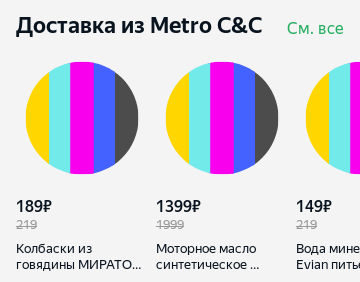 Доставка из Metro C&C См. все
189₽ 1399₽ 149₽
219 1999 219
Колбаски из Моторное масло Вода мине
говядины МИРАТО... синтетическое ... Evian пить